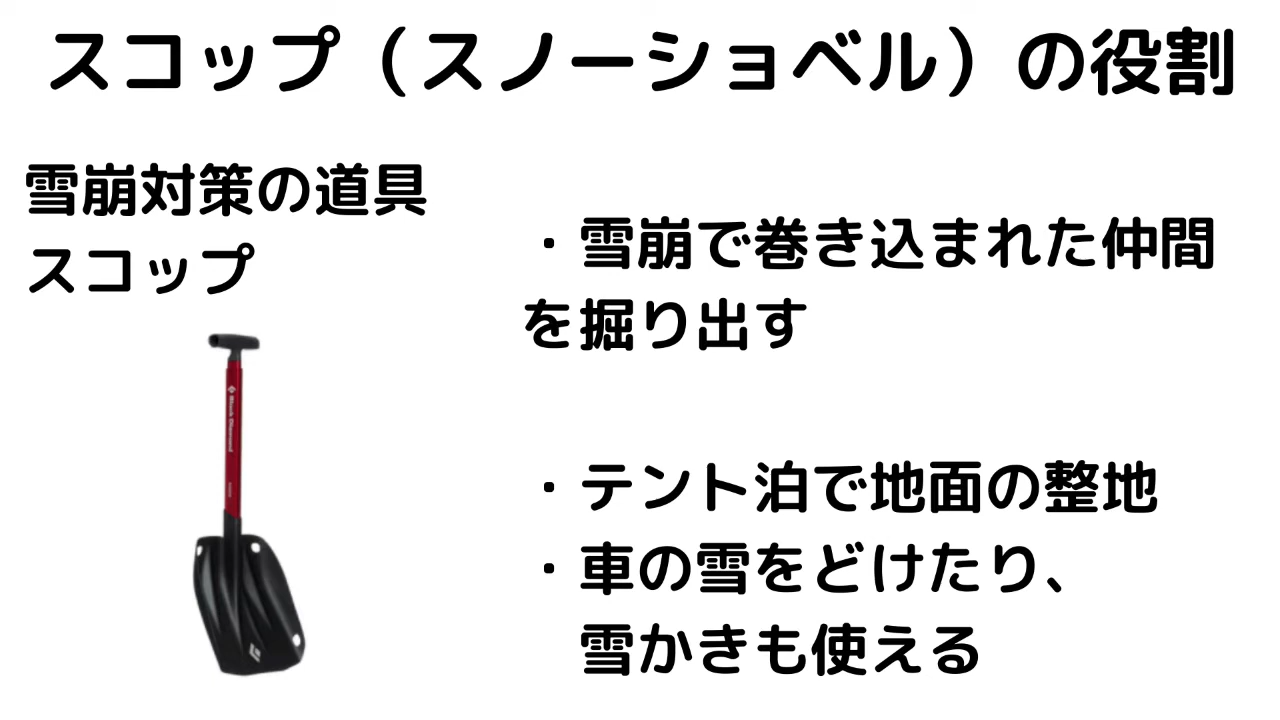 スコップ（スノーショベル）の役割
雪崩対策の道具
スコップ
・雪崩で巻き込まれた仲間
を掘り出す
・テント泊で地面の整地
・車の雪をどけたり、
雪かきも使える
Black Diamond